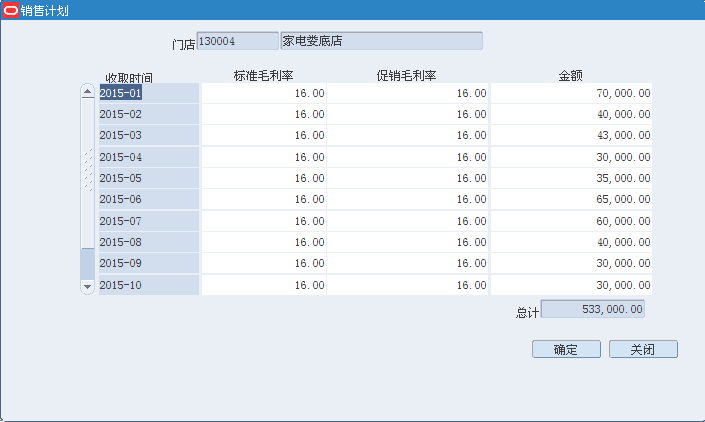 销售计划
门店 130004 家电娄底店
收取时间 标准毛利率 促销毛利率 金额
2015-01 16.00 16.00 70,000.00
2015-02 16.00 16.00 40,000.00
2015-03 16.00 16.00 43,000.00
2015-04 16.00 16.00 30,000.00
2015-05 16.00 16.00 35,000.00
2015-06 16.00 16.00 65,000.00
2015-07 16.00 16.00 60,000.00
2015-08 16.00 16.00 40,000.00
2015-09 16.00 16.00 30,000.00
2015-10 16.00 16.00 30,000.00
总计 533,000.00
确定 关闭